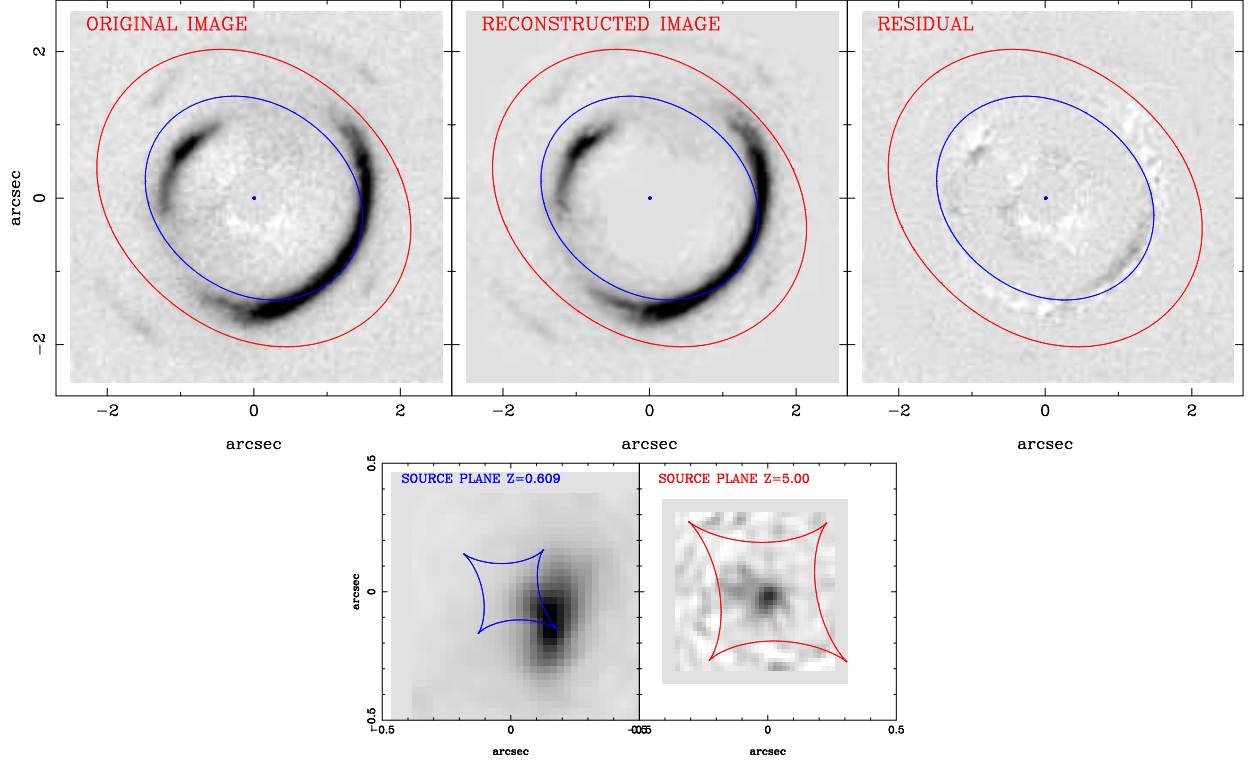 ORIGINAL IMAGE
RECONSTRUCTED IMAGE
RESIDUAL
2
0
−2
arcsec
−2 0 2
−2 0 2
−2 0 2
arcsec
arcsec
arcsec
SOURCE PLANE Z=0.609
SOURCE PLANE Z=5.00
0.5
0
−0.5
arcsec
−0.5 0
0 0.5
arcsec
arcsec